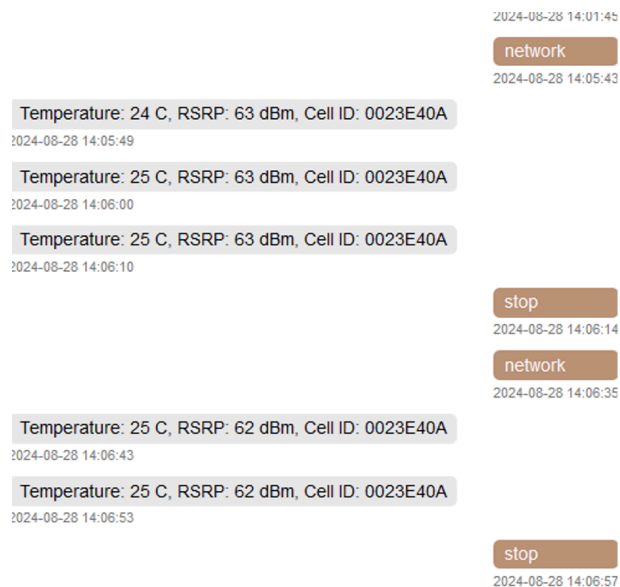 2024-08-28 14:01:45
network
2024-08-28 14:05:43
Temperature: 24 C, RSRP: 63 dBm, Cell ID: 0023E40A
2024-08-28 14:05:49
Temperature: 25 C, RSRP: 63 dBm, Cell ID: 0023E40A
2024-08-28 14:06:00
Temperature: 25 C, RSRP: 63 dBm, Cell ID: 0023E40A
2024-08-28 14:06:10
stop
2024-08-28 14:06:14
network
2024-08-28 14:06:35
Temperature: 25 C, RSRP: 62 dBm, Cell ID: 0023E40A
2024-08-28 14:06:43
Temperature: 25 C, RSRP: 62 dBm, Cell ID: 0023E40A
2024-08-28 14:06:53
stop
2024-08-28 14:06:57